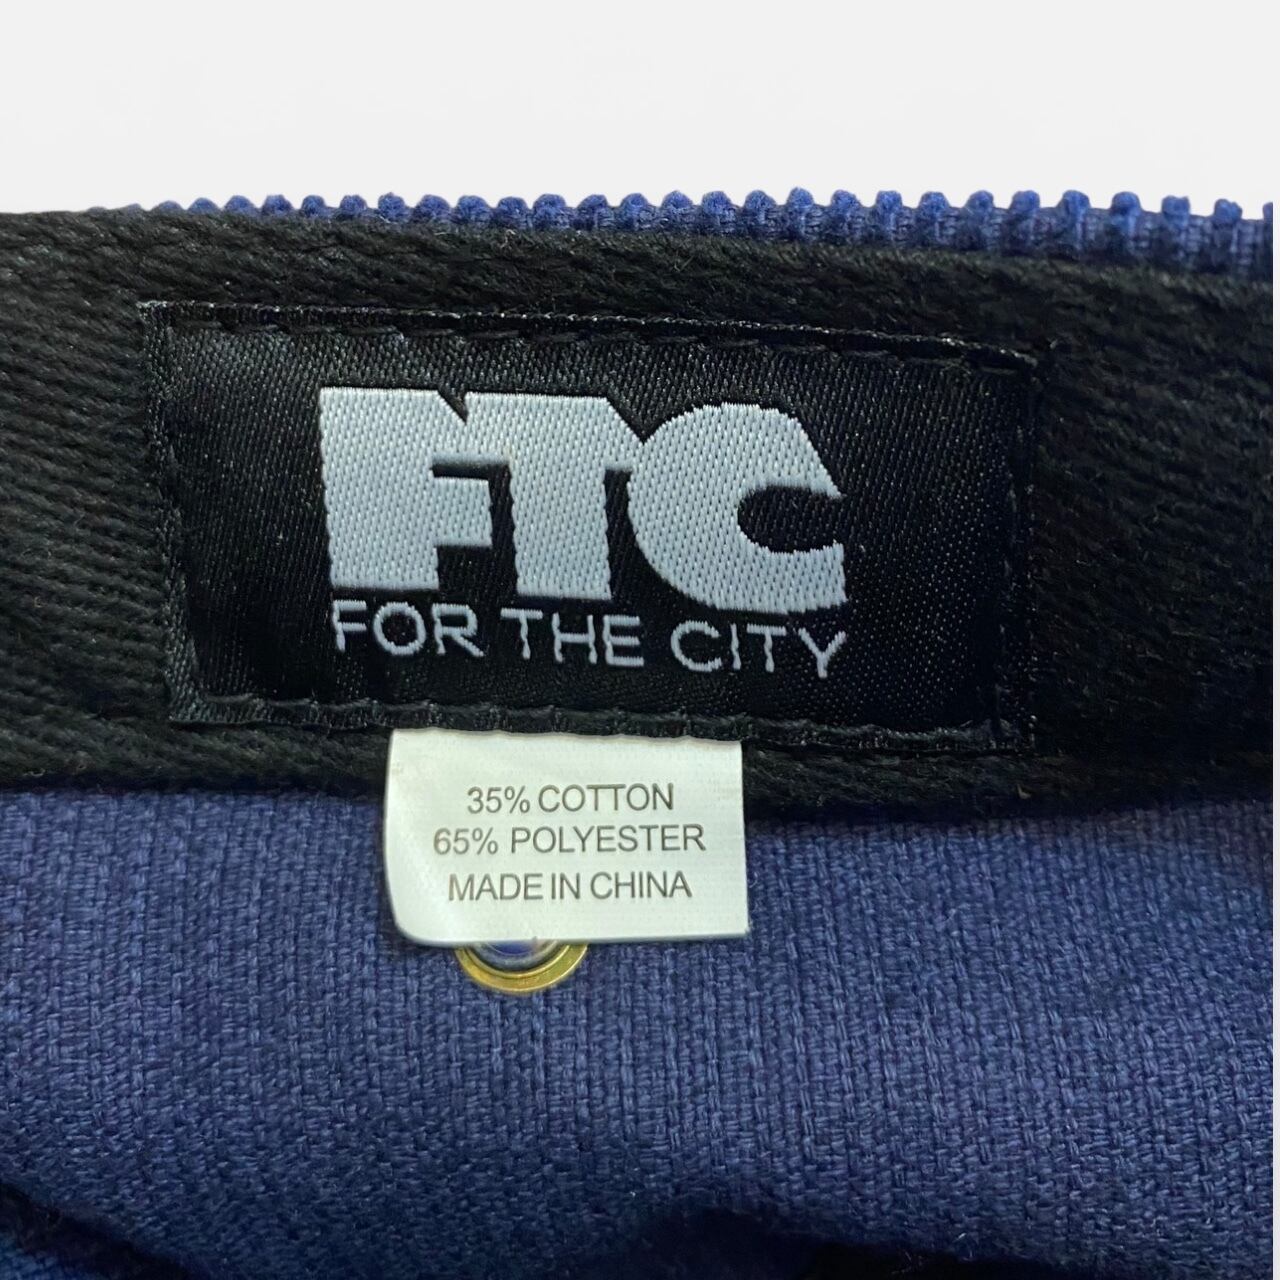 FTC
FOR THE CITY
35% COTTON
65% POLYESTER
MADE IN CHINA